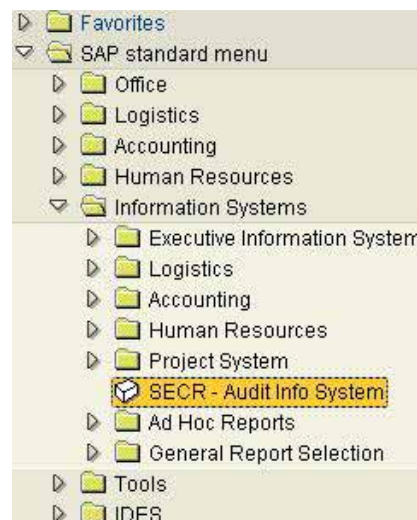 Favorites
SAP standard menu
Office
Logistics
Accounting
Human Resources
Information Systems
Executive Information System
Logistics
Accounting
Human Resources
Project System
SECR - Audit Info System
Ad Hoc Reports
General Report Selection
Tools
IDES